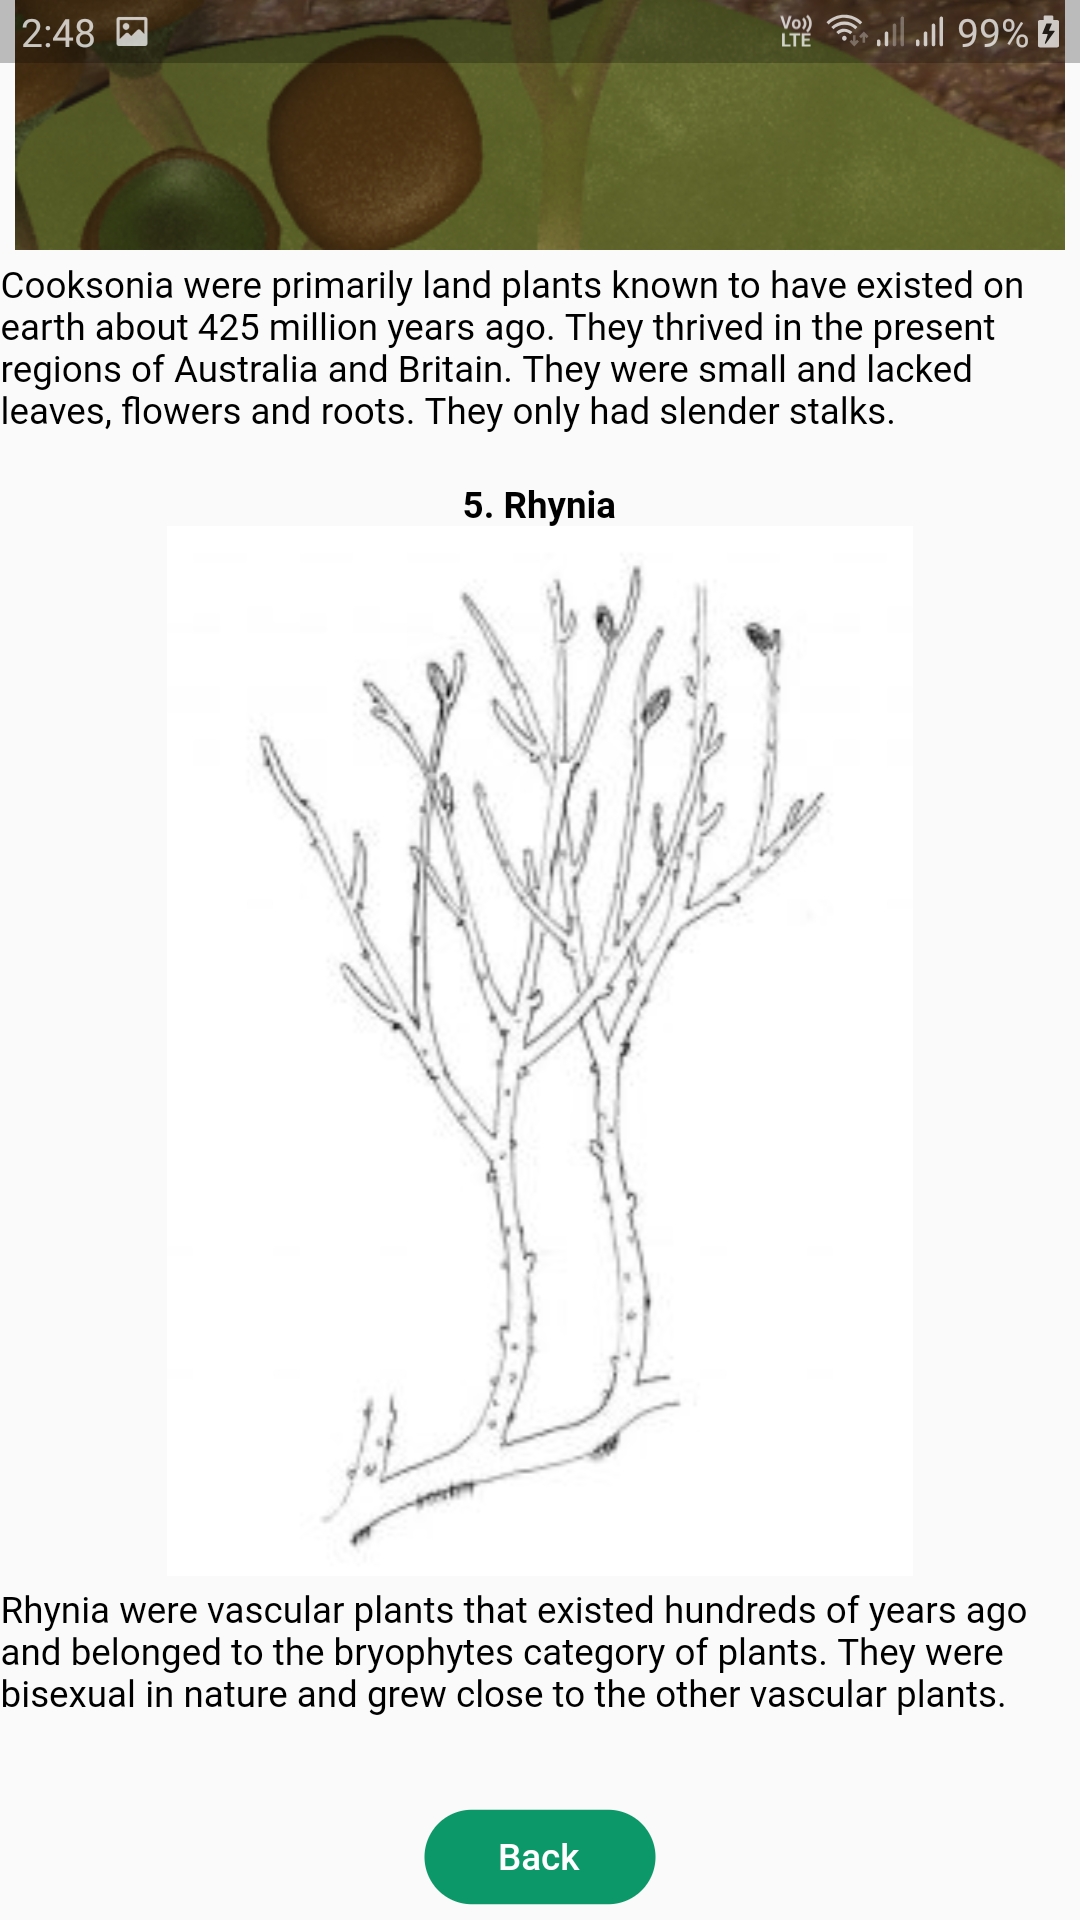 2:48
Vo))
LTE
99%
Cooksonia were primarily land plants known to have existed on
earth about 425 million years ago. They thrived in the present
regions of Australia and Britain. They were small and lacked
leaves, flowers and roots. They only had slender stalks.
5. Rhynia
Rhynia were vascular plants that existed hundreds of years ago
and belonged to the bryophytes category of plants. They were
bisexual in nature and grew close to the other vascular plants.
Back